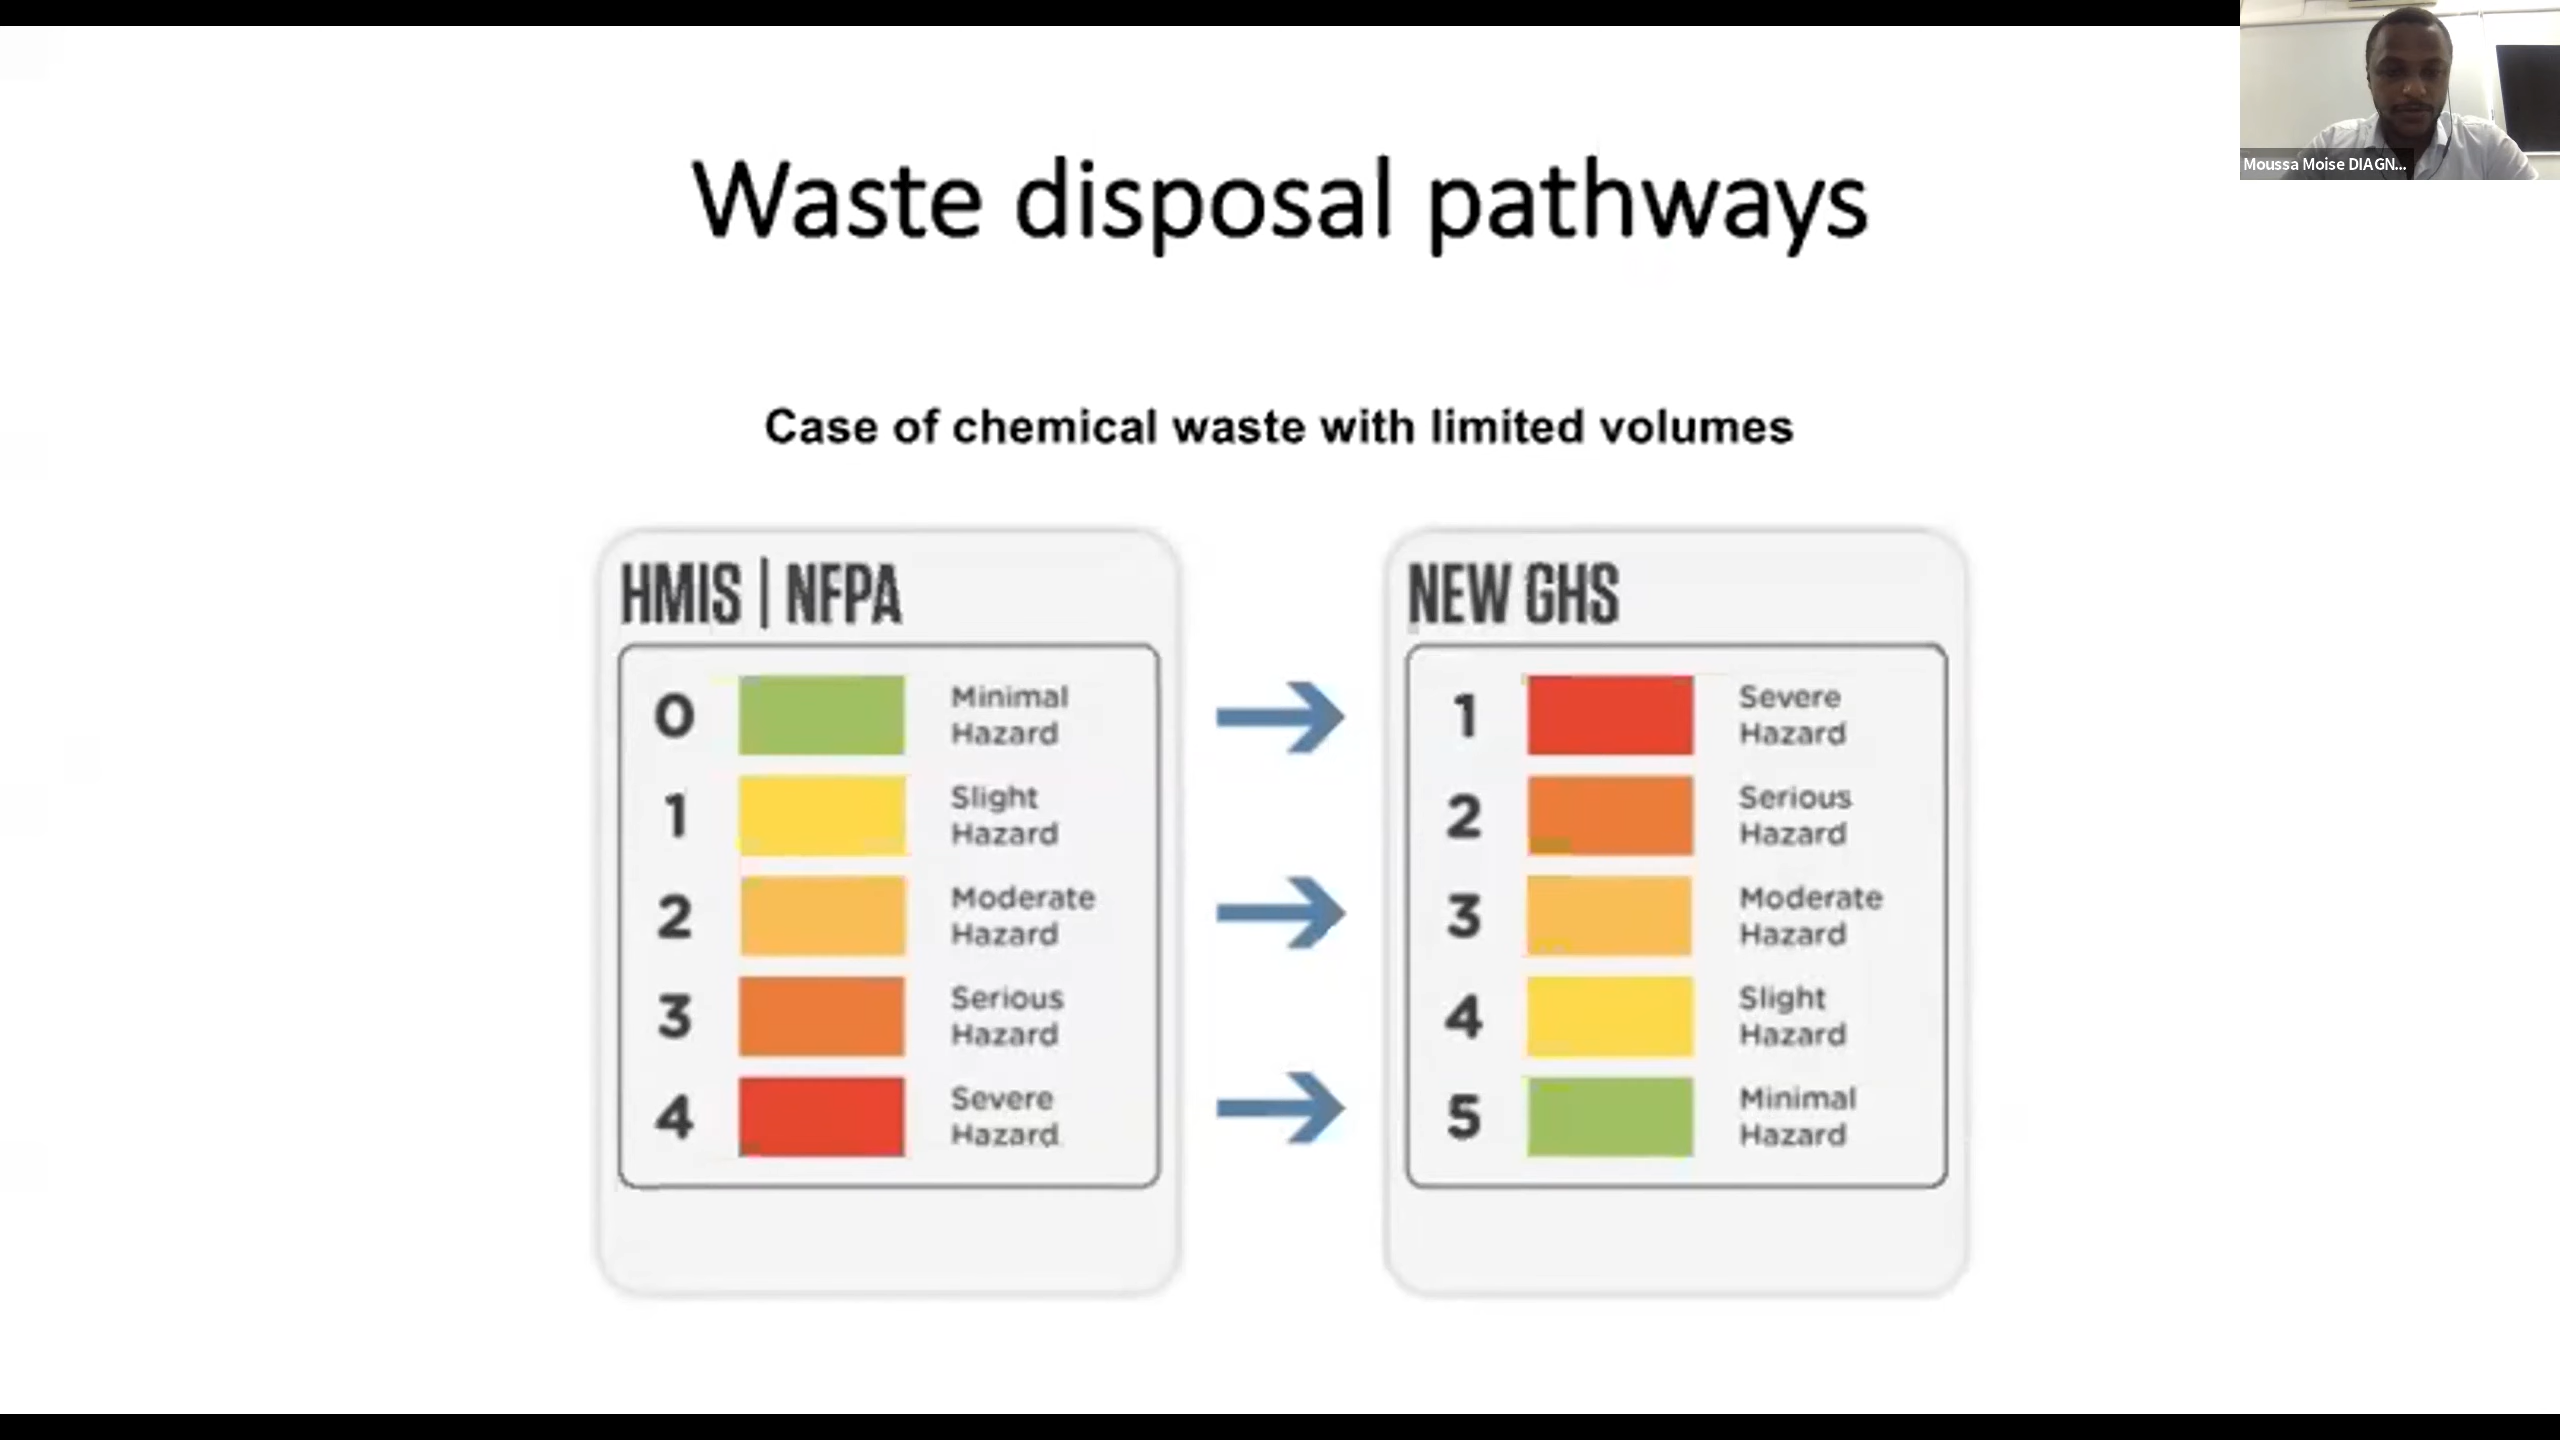 Moussa Moise DIAGN...
Waste disposal pathways
Case of chemical waste with limited volumes
HMIS | NFPA
0 Minimal
Hazard
1 Slight
Hazard
2 Moderate
Hazard
3 Serious
Hazard
4 Severe
Hazard
NEW GHS
1 Severe
Hazard
2 Serious
Hazard
3 Moderate
Hazard
4 Slight
Hazard
5 Minimal
Hazard